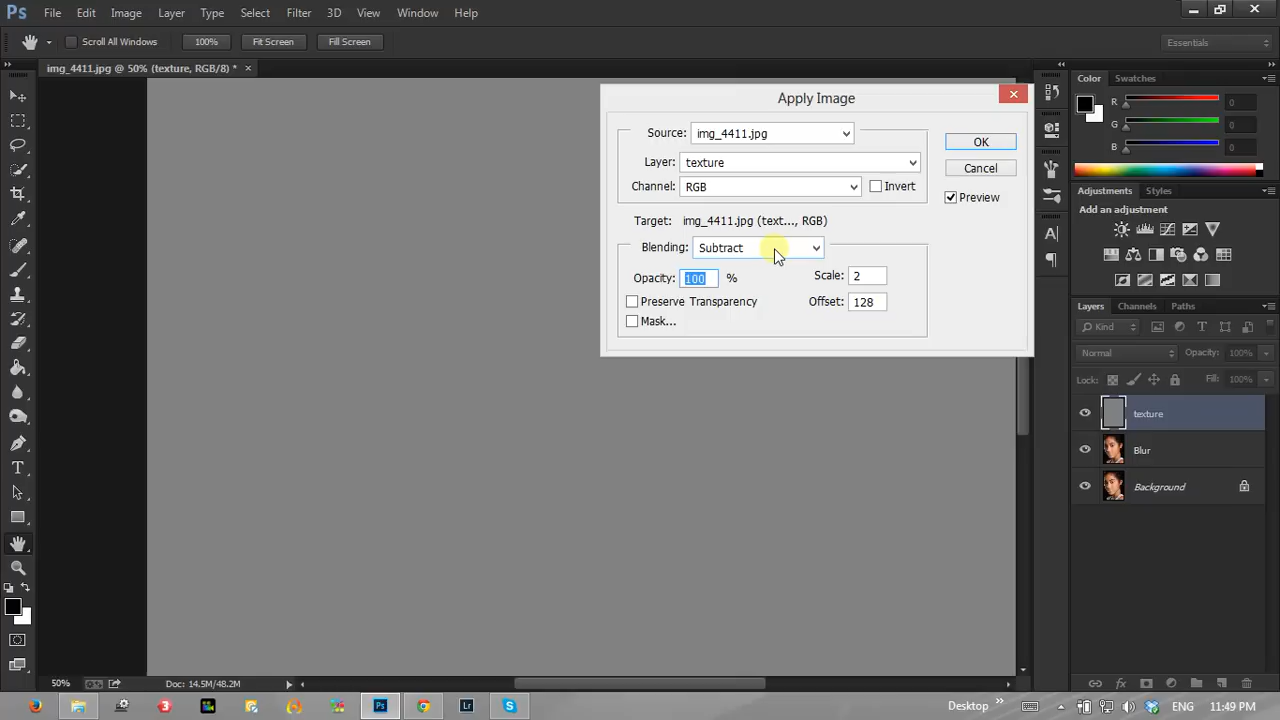 Ps File Edit Image Layer Type Select Filter 3D View Window Help
Scroll All Windows 100% Fit Screen Fill Screen Essentials
img_4411.jpg @ 50% (texture, RGB/8) *
Apply Image
Source: img_4411.jpg
Layer: texture
Channel: RGB Invert
Target: img_4411.jpg (text..., RGB)
Blending: Subtract
Opacity: 100 % Scale: 2
Preserve Transparency Offset: 128
Mask...
OK
Cancel
Preview
Color Swatches
R 0
G 0
B 0
Adjustments Styles
Add an adjustment
Layers Channels Paths
Kind
Normal Opacity: 100%
Lock: Fill: 100%
texture
Blur
Background
50% Doc: 14.5M/48.2M
3 Ps Lr S Desktop ENG 11:49 PM